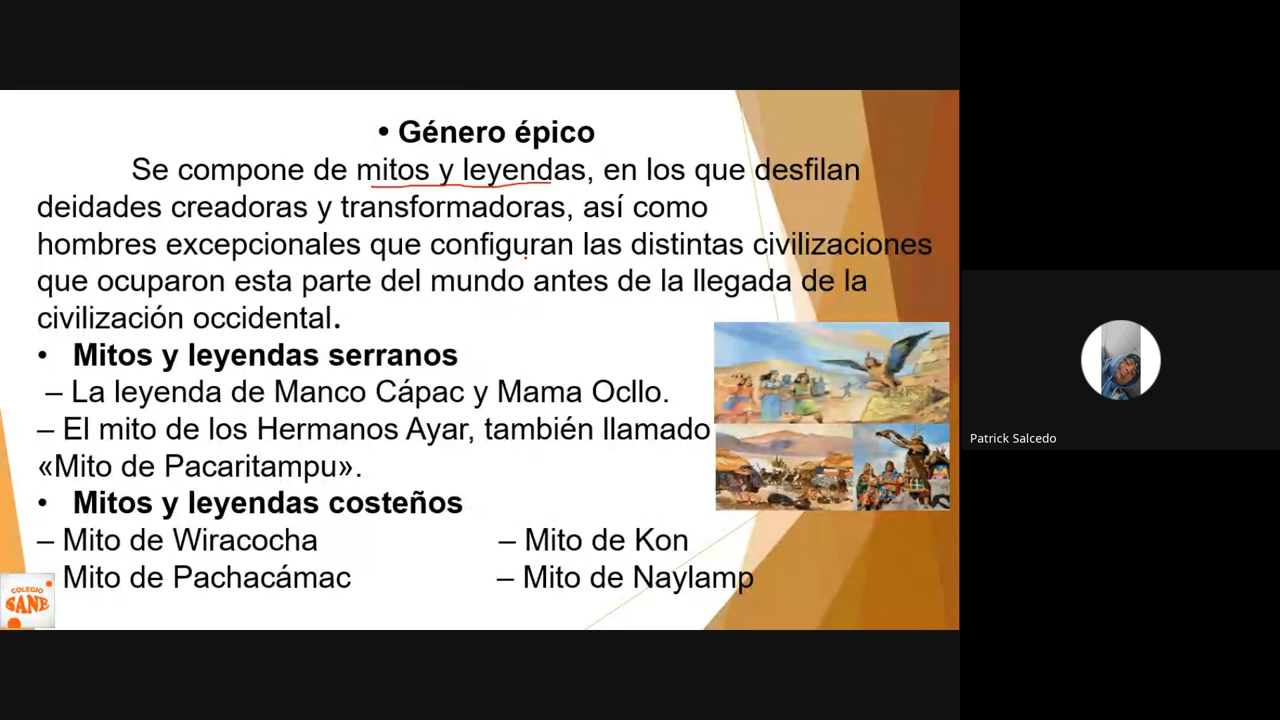 • Género épico
Se compone de mitos y leyendas, en los que desfilan
deidades creadoras y transformadoras, así como
hombres excepcionales que configuran las distintas civilizaciones
que ocuparon esta parte del mundo antes de la llegada de la
civilización occidental.
• Mitos y leyendas serranos
– La leyenda de Manco Cápac y Mama Ocllo.
– El mito de los Hermanos Ayar, también llamado
«Mito de Pacaritampu».
• Mitos y leyendas costeños
– Mito de Wiracocha – Mito de Kon
Mito de Pachacámac – Mito de Naylamp
COLEGIO
SANE
Patrick Salcedo